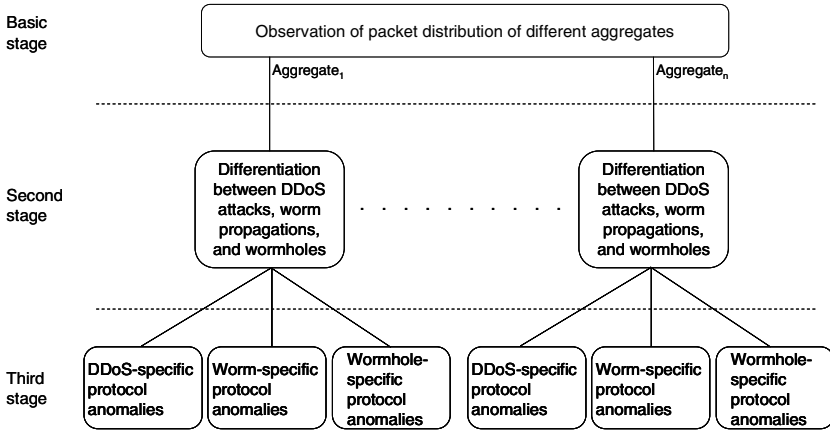 Basic
stage
Observation of packet distribution of different aggregates
Aggregate1
Aggregaten
Second
stage
Differentiation
between DDoS
attacks, worm
propagations,
and wormholes
Differentiation
between DDoS
attacks, worm
propagations,
and wormholes
Third
stage
DDoS-specific
protocol
anomalies
Worm-specific
protocol
anomalies
Wormhole-
specific
protocol
anomalies
DDoS-specific
protocol
anomalies
Worm-specific
protocol
anomalies
Wormhole-
specific
protocol
anomalies